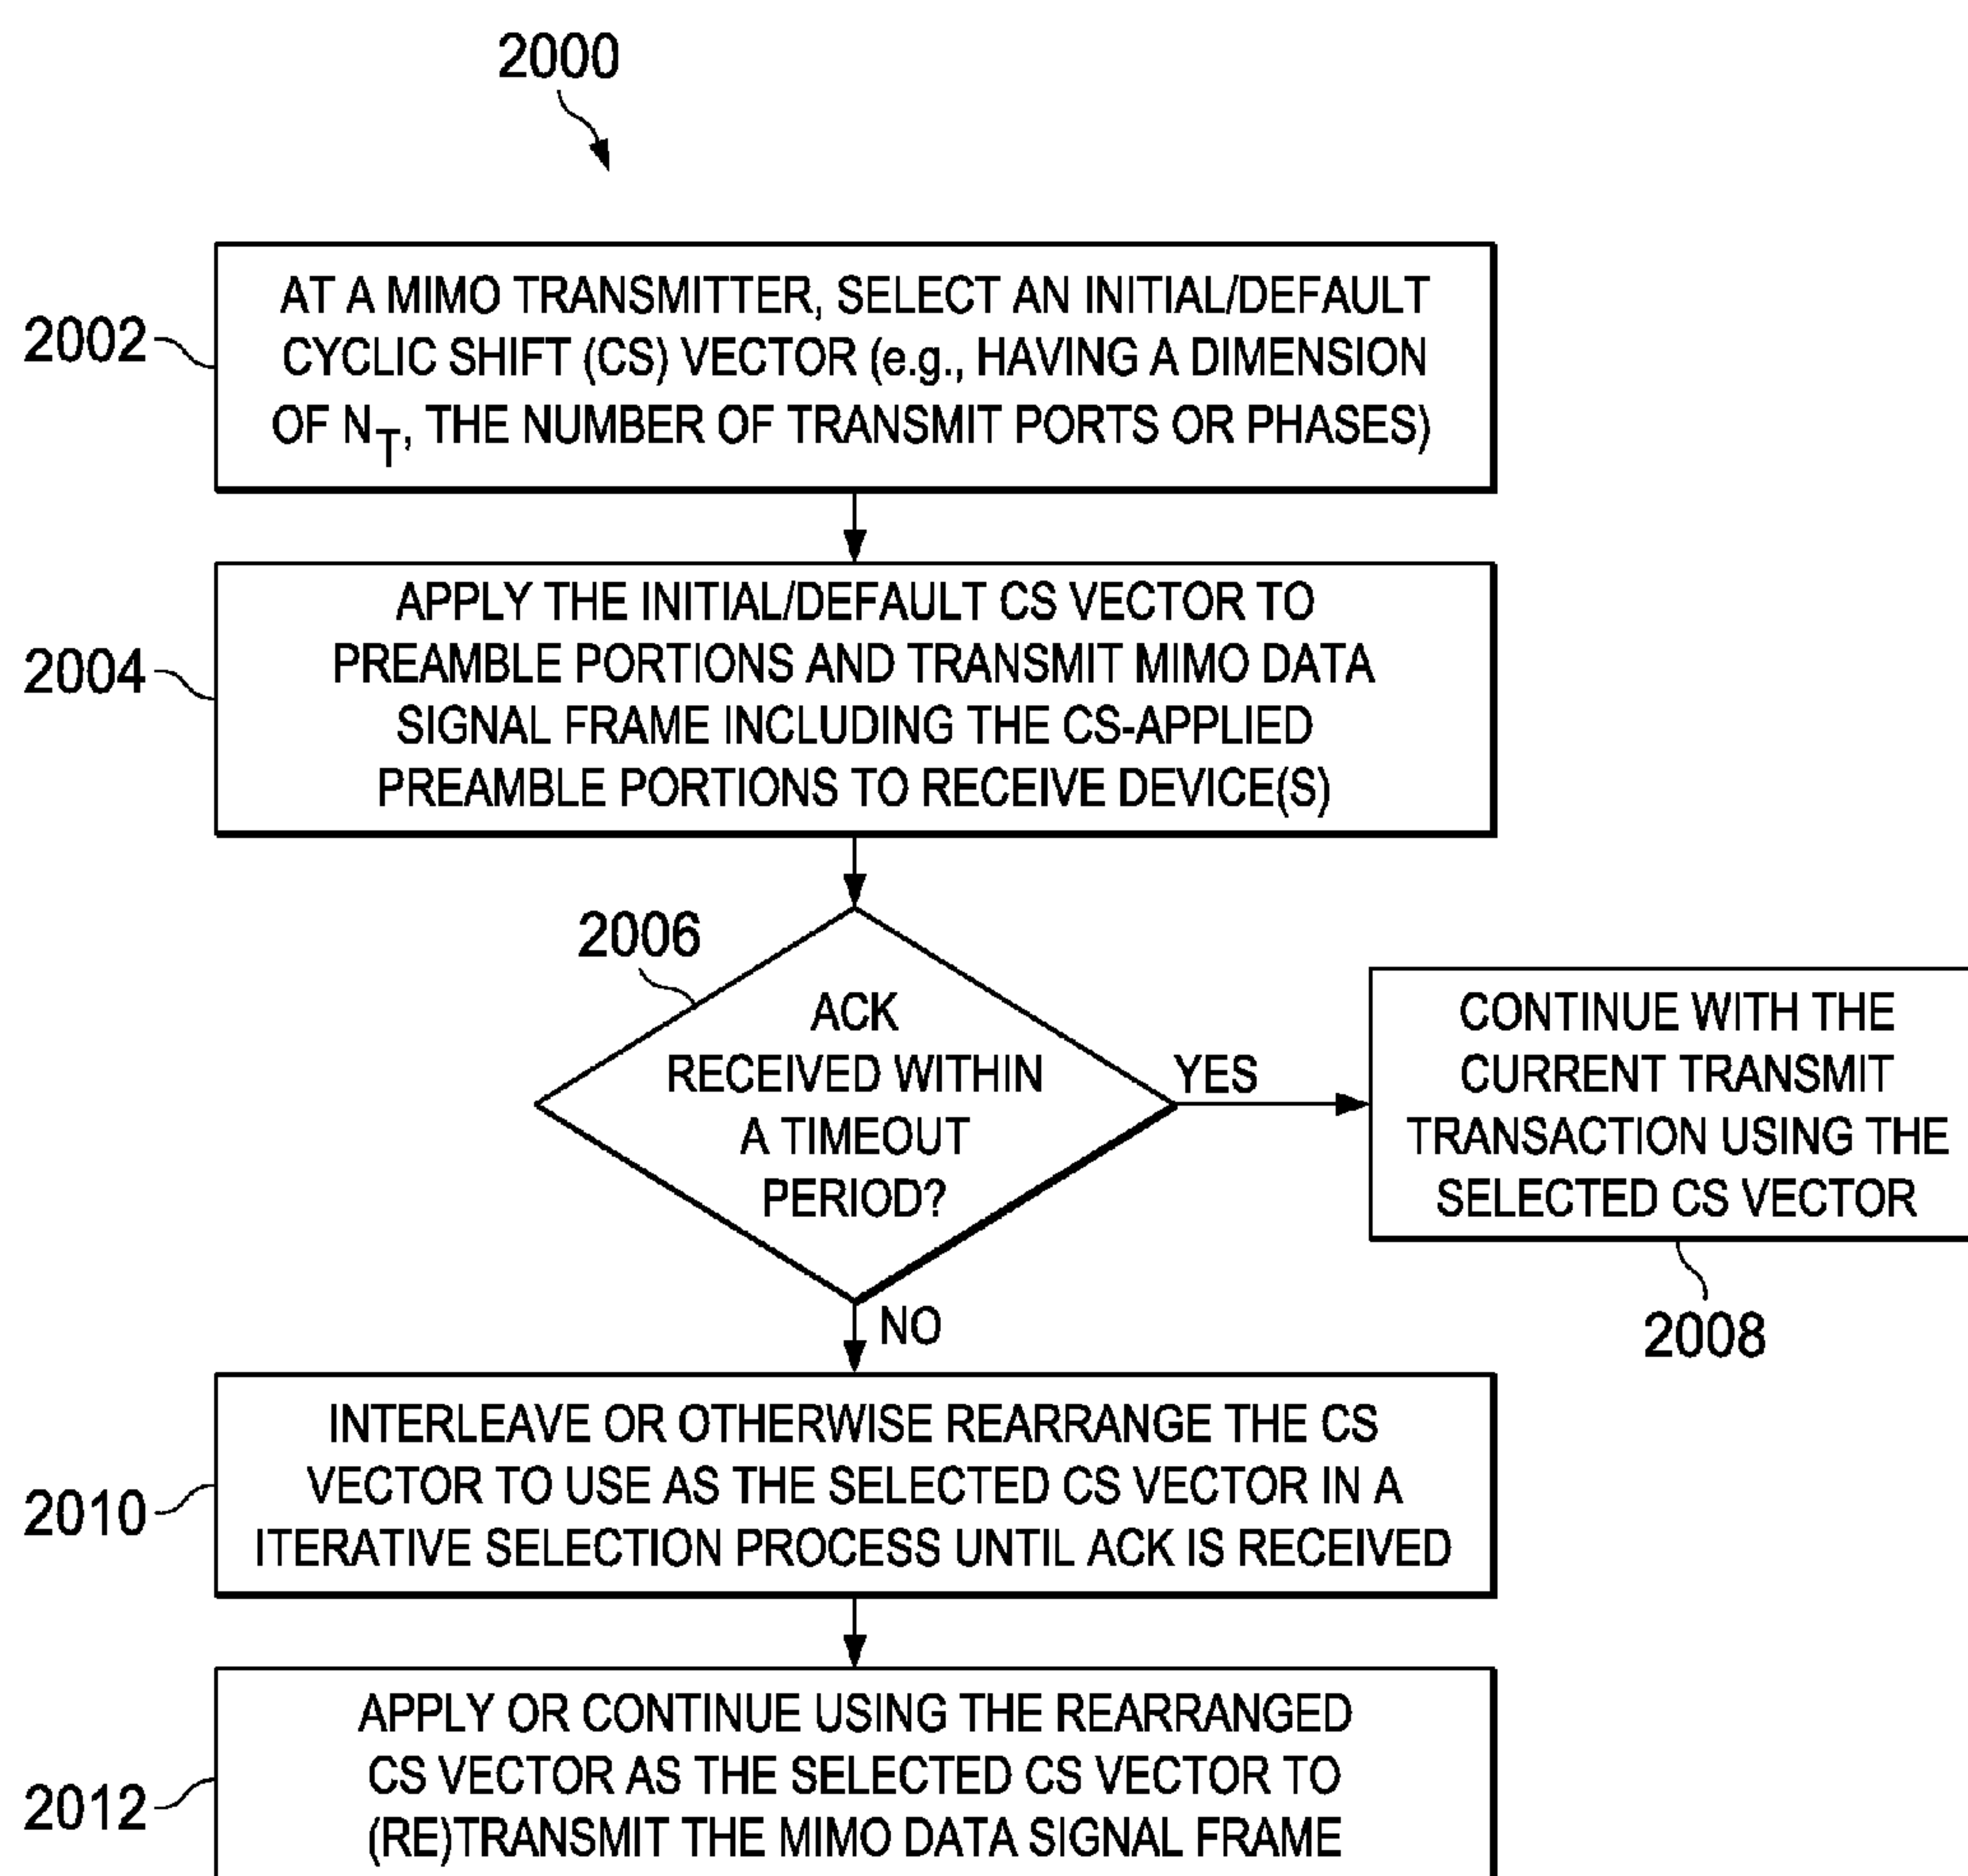 2000
2002
AT A MIMO TRANSMITTER, SELECT AN INITIAL/DEFAULT
CYCLIC SHIFT (CS) VECTOR (e.g., HAVING A DIMENSION
OF N_T, THE NUMBER OF TRANSMIT PORTS OR PHASES)
2004
APPLY THE INITIAL/DEFAULT CS VECTOR TO
PREAMBLE PORTIONS AND TRANSMIT MIMO DATA
SIGNAL FRAME INCLUDING THE CS-APPLIED
PREAMBLE PORTIONS TO RECEIVE DEVICE(S)
2006
ACK
RECEIVED WITHIN
A TIMEOUT
PERIOD?
YES
CONTINUE WITH THE
CURRENT TRANSMIT
TRANSACTION USING THE
SELECTED CS VECTOR
2008
NO
2010
INTERLEAVE OR OTHERWISE REARRANGE THE CS
VECTOR TO USE AS THE SELECTED CS VECTOR IN A
ITERATIVE SELECTION PROCESS UNTIL ACK IS RECEIVED
2012
APPLY OR CONTINUE USING THE REARRANGED
CS VECTOR AS THE SELECTED CS VECTOR TO
(RE)TRANSMIT THE MIMO DATA SIGNAL FRAME